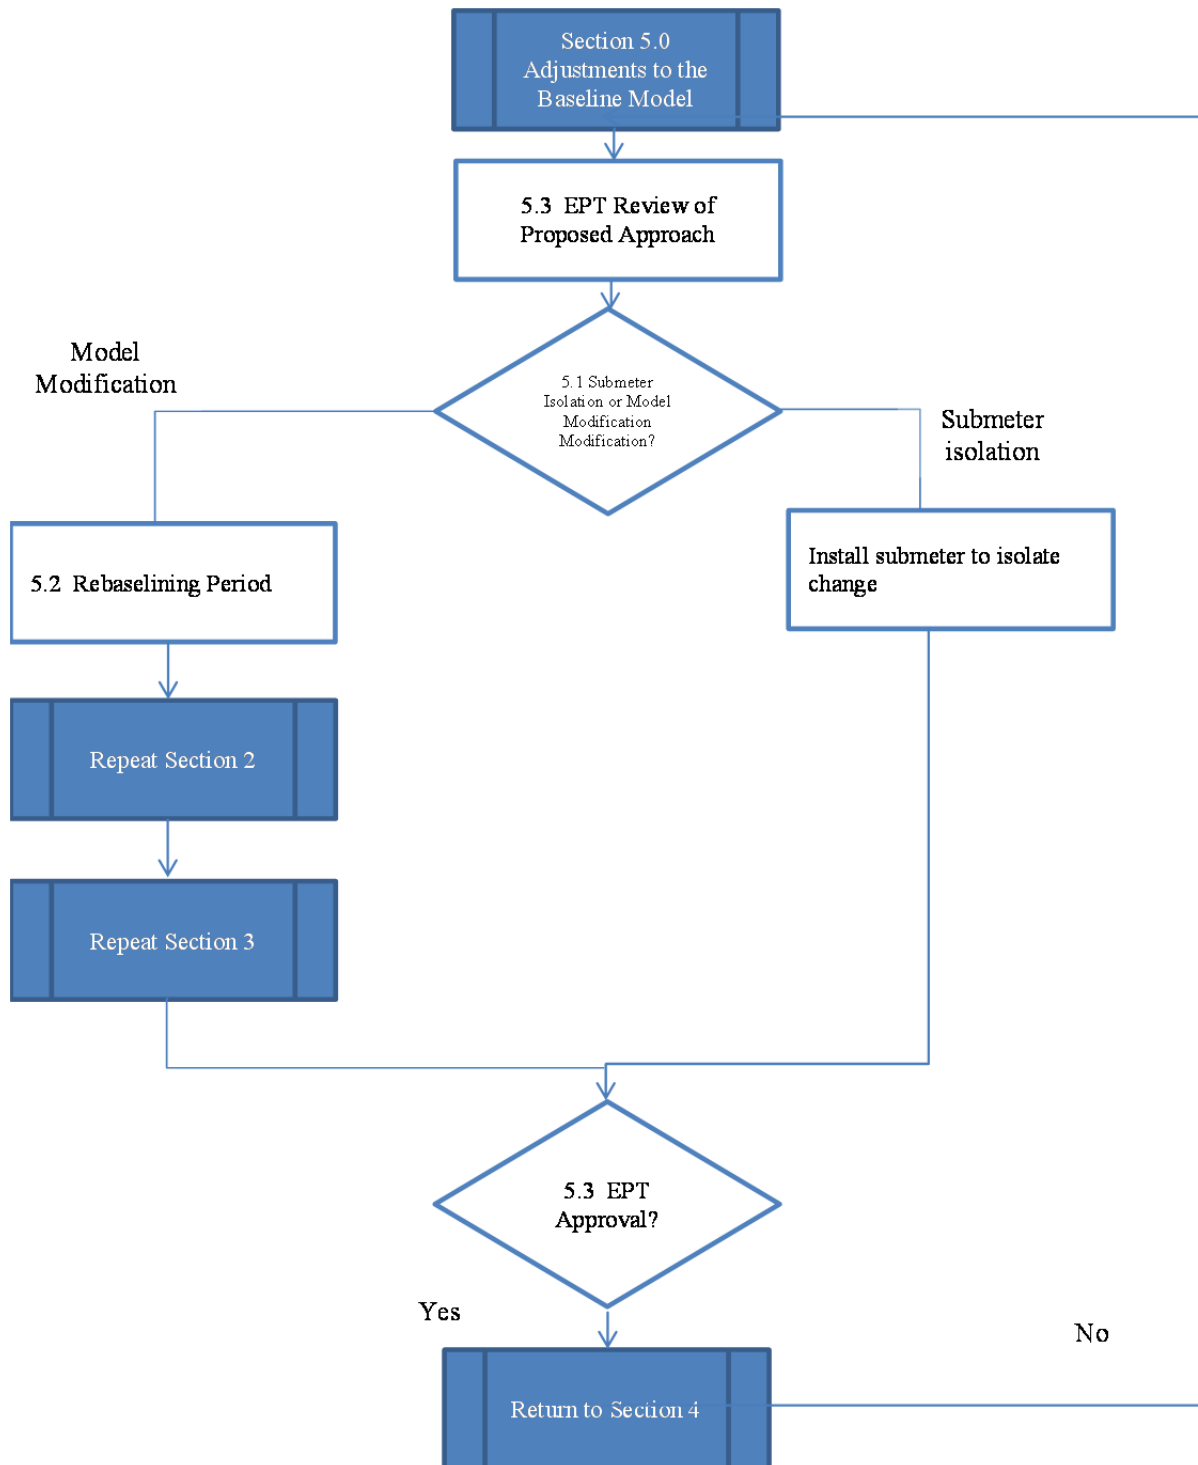 Section 5.0
Adjustments to the
Baseline Model
5.3 EPT Review of
Proposed Approach
Model
Modification
5.1 Submeter
Isolation or Model
Modification
Modification?
Submeter
isolation
5.2 Rebaselining Period
Install submeter to isolate
change
Repeat Section 2
Repeat Section 3
5.3 EPT
Approval?
Yes
No
Return to Section 4